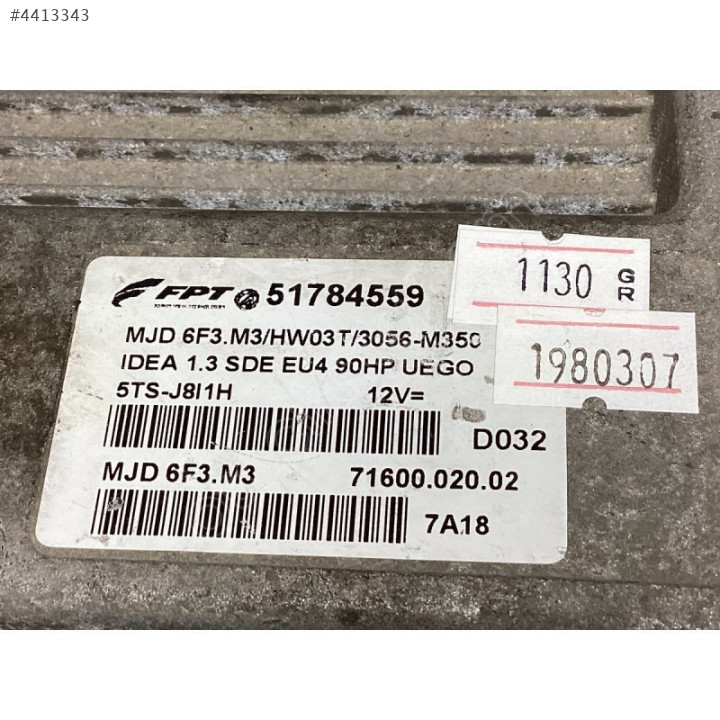 #4413343
1130 GR
1980307
FPT 51784559
MJD 6F3.M3/HW03T/3056-M350
IDEA 1.3 SDE EU4 90HP UEGO
5TS-J8I1H 12V=
D032
MJD 6F3.M3 71600.020.02
7A18